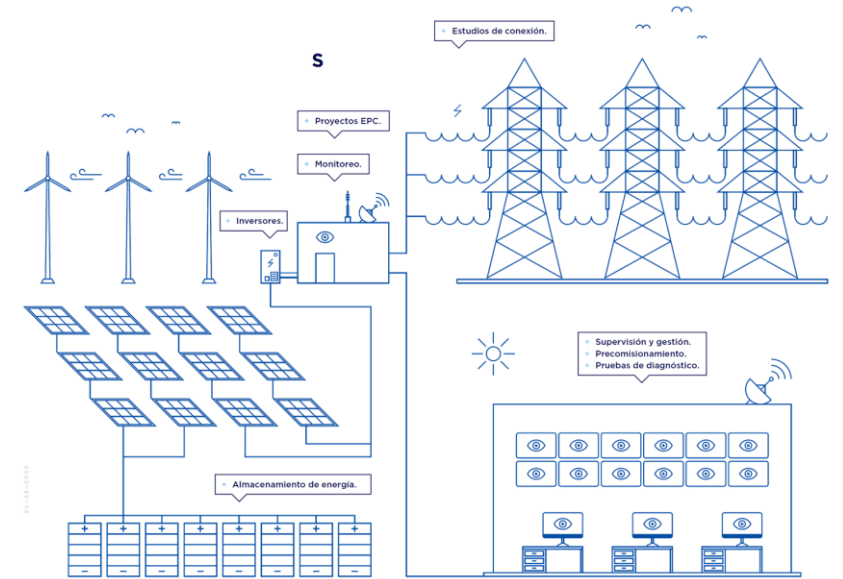 Estudios de conexión.
S
Proyectos EPC.
Monitoreo.
Inversores.
Supervisión y gestión.
Precomisionamiento.
Pruebas de diagnóstico.
Almacenamiento de energía.